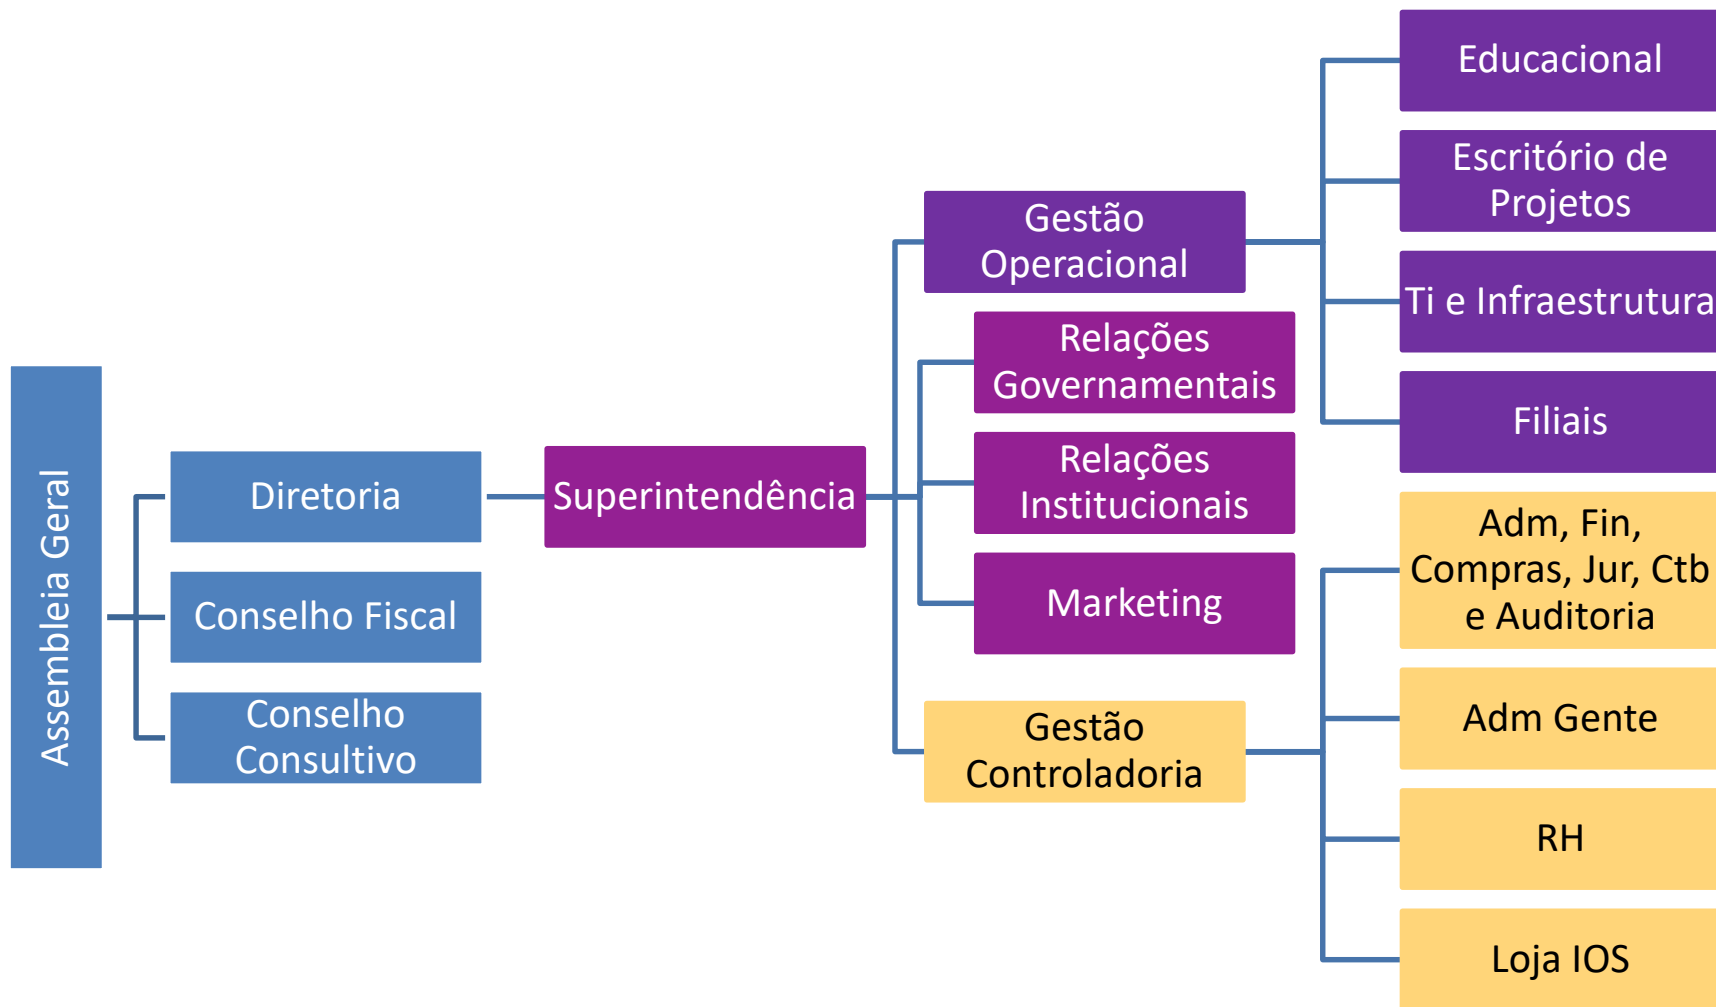 Assembleia Geral
Diretoria
Conselho Fiscal
Conselho
Consultivo
Superintendência
Gestão
Operacional
Relações
Governamentais
Relações
Institucionais
Marketing
Gestão
Controladoria
Educacional
Escritório de
Projetos
Ti e Infraestrutura
Filiais
Adm, Fin,
Compras, Jur, Ctb
e Auditoria
Adm Gente
RH
Loja IOS